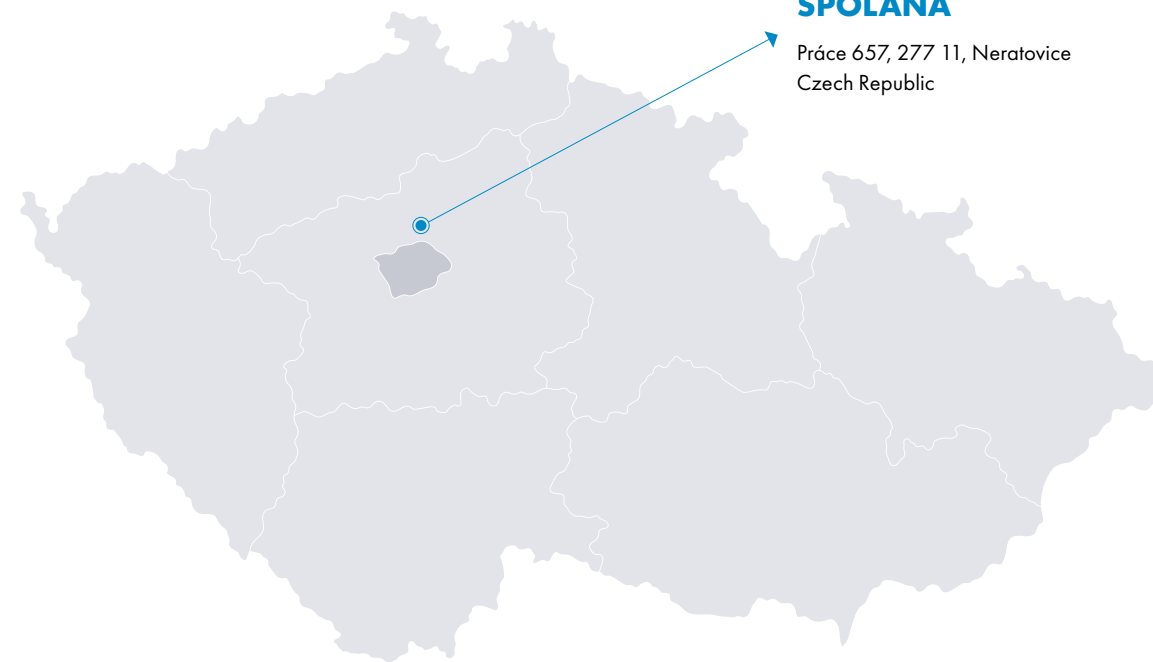 SPOLANA
Práce 657, 277 11, Neratovice
Czech Republic